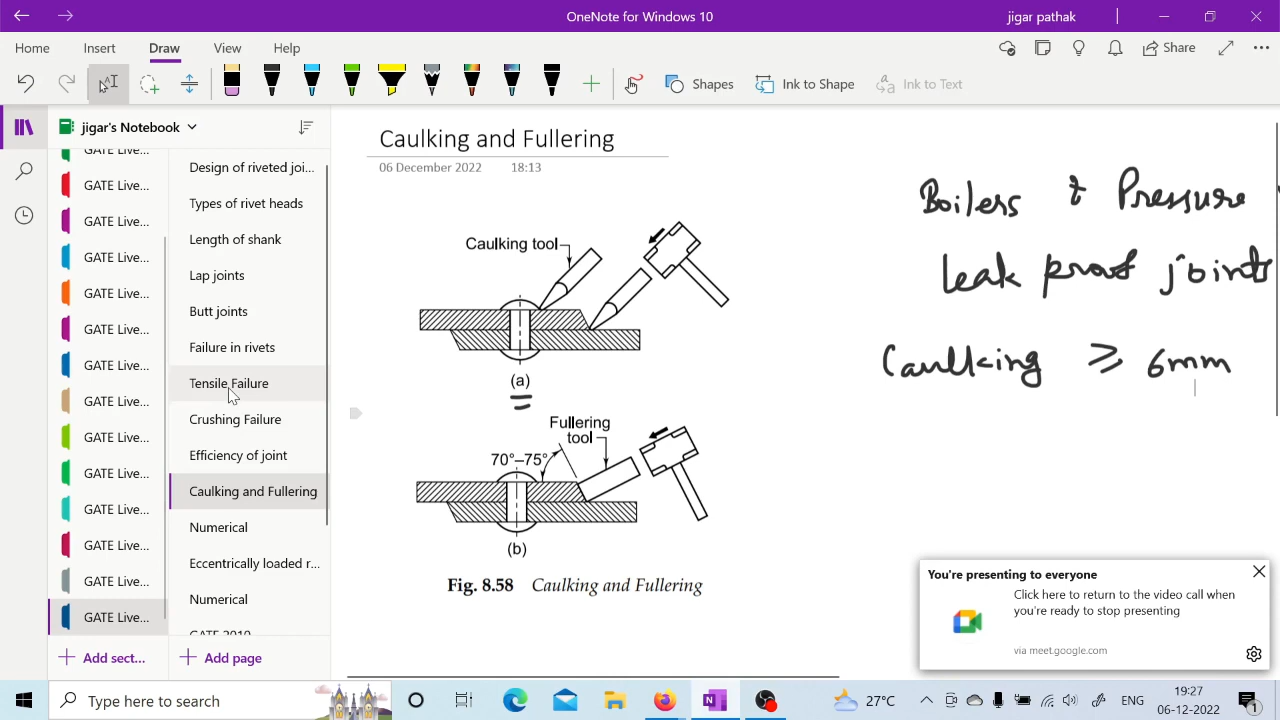 OneNote for Windows 10
jigar pathak
Home
Insert
Draw
View
Help
Share
Shapes
Ink to Shape
Ink to Text
jigar's Notebook
GATE Live...
GATE Live...
GATE Live...
GATE Live...
GATE Live...
GATE Live...
GATE Live...
GATE Live...
GATE Live...
GATE Live...
GATE Live...
GATE Live...
GATE Live...
GATE Live...
Add sect...
Design of riveted joi...
Types of rivet heads
Length of shank
Lap joints
Butt joints
Failure in rivets
Tensile Failure
Crushing Failure
Efficiency of joint
Caulking and Fullering
Numerical
Eccentrically loaded r...
Numerical
GATE 2010
Add page
Caulking and Fullering
06 December 2022 18:13
Caulking tool
(a)
Fullering
tool
70°–75°
(b)
Fig. 8.58 Caulking and Fullering
Boilers & Pressure
Leak proof joints
Caulking ≥ 6mm
You're presenting to everyone
Click here to return to the video call when
you're ready to stop presenting
via meet.google.com
Type here to search
27°C
ENG
19:27
06-12-2022
1